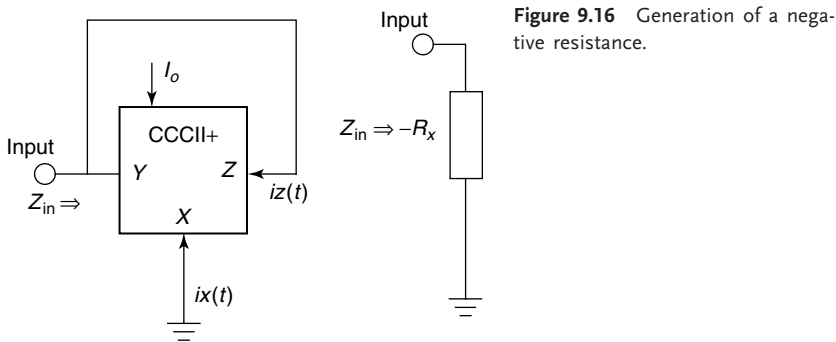 Input
Z_in ⇒
I_o
CCCII+
Y
Z
X
iz(t)
ix(t)
Input
Z_in ⇒ –R_x
Figure 9.16 Generation of a nega-
tive resistance.